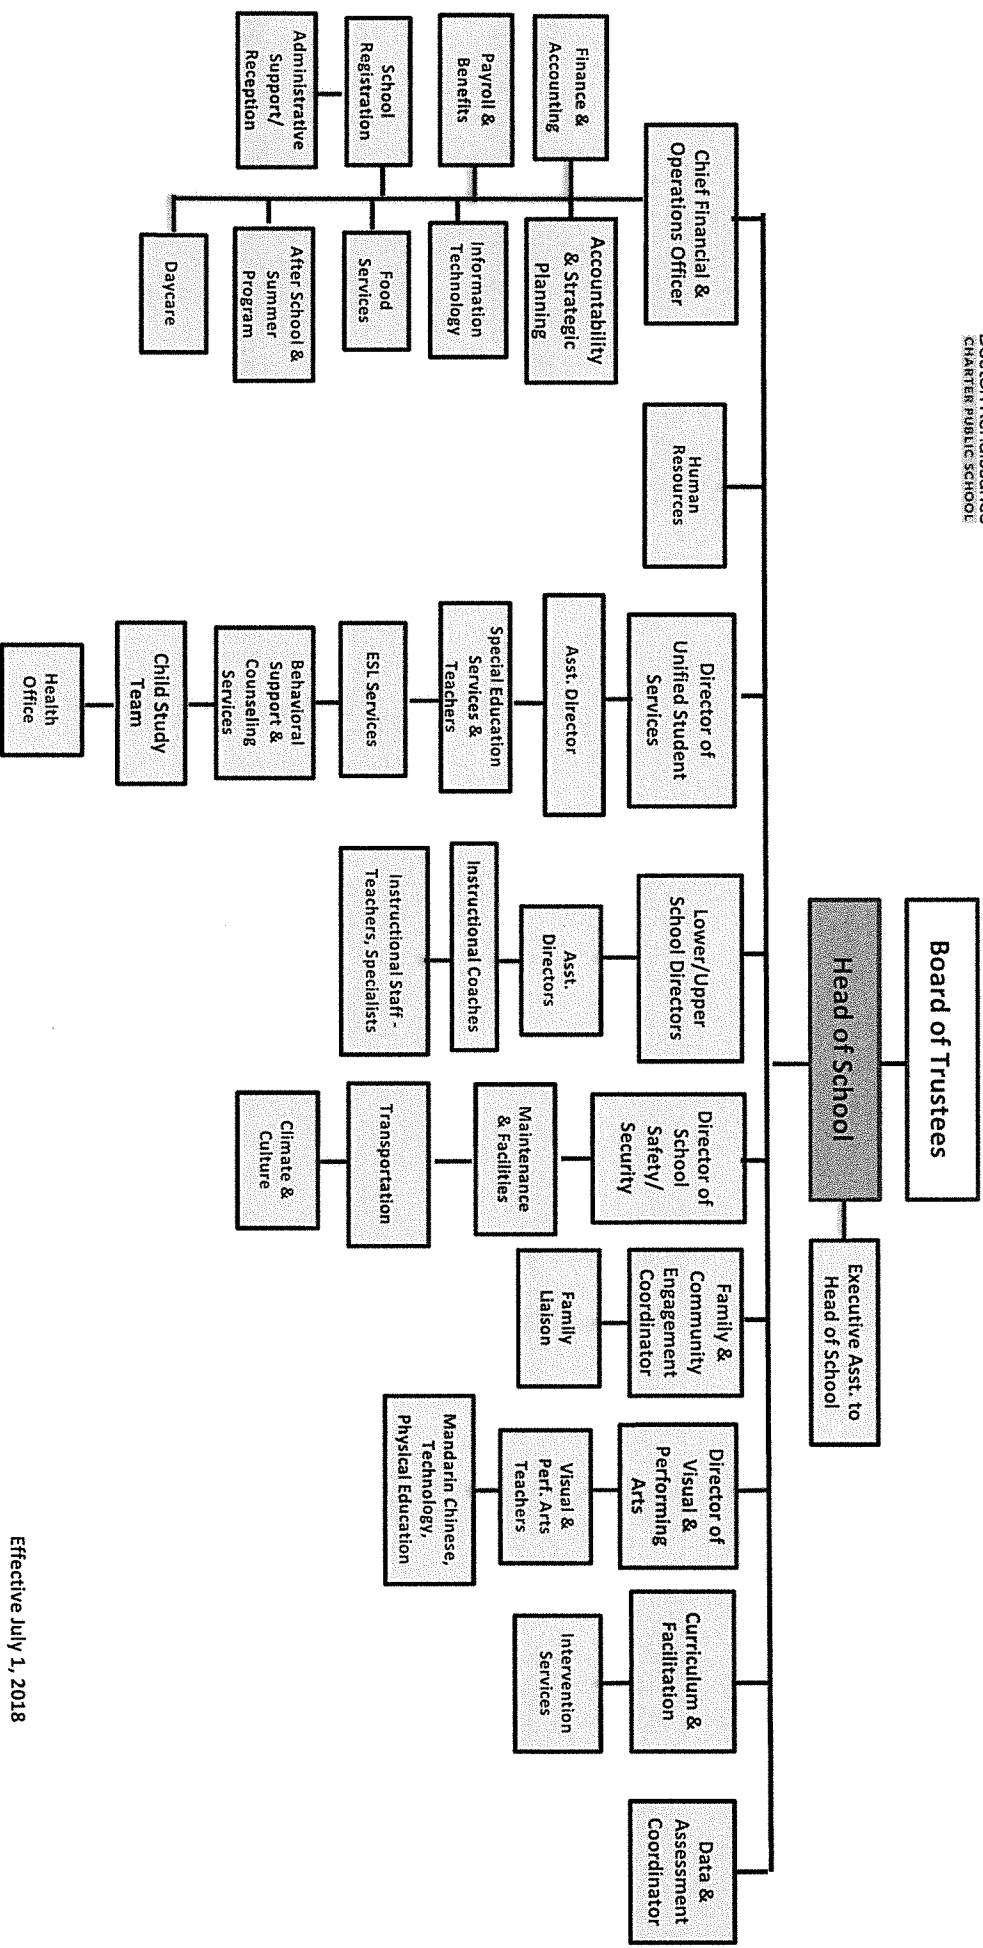 CHARTER PUBLIC SCHOOL
Board of Trustees
Head of School
Executive Asst. to
Head of School
Chief Financial &
Operations Officer
Finance &
Accounting
Accountability
& Strategic
Planning
Payroll &
Benefits
Information
Technology
School
Registration
Food
Services
Administrative
Support/
Reception
After School &
Summer
Program
Daycare
Human
Resources
Director of
Unified Student
Services
Asst. Director
Special Education
Services &
Teachers
ESL Services
Behavioral
Support &
Counseling
Services
Child Study
Team
Health
Office
Lower/Upper
School Directors
Asst.
Directors
Instructional Coaches
Instructional Staff -
Teachers, Specialists
Director of
School
Safety/
Security
Maintenance
& Facilities
Transportation
Climate &
Culture
Family &
Community
Engagement
Coordinator
Family
Liaison
Director of
Visual &
Performing
Arts
Visual &
Perf. Arts
Teachers
Mandarin Chinese,
Technology,
Physical Education
Curriculum &
Facilitation
Intervention
Services
Data &
Assessment
Coordinator
Effective July 1, 2018